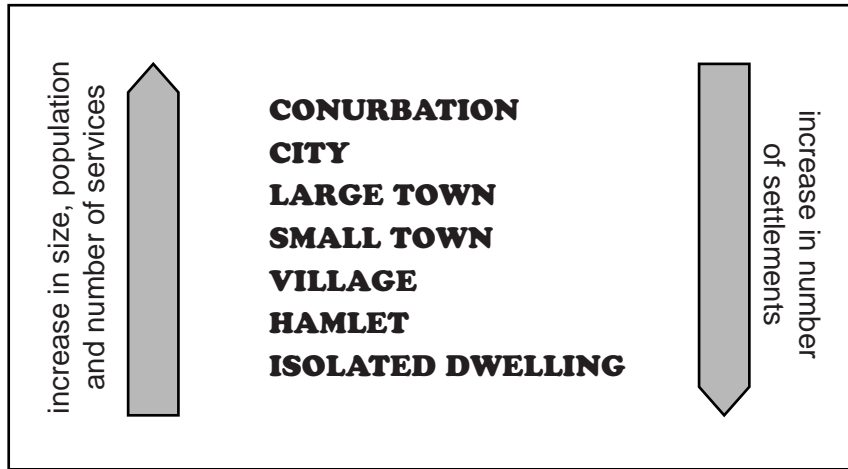 increase in size, population
and number of services
CONURBATION
CITY
LARGE TOWN
SMALL TOWN
VILLAGE
HAMLET
ISOLATED DWELLING
increase in number
of settlements